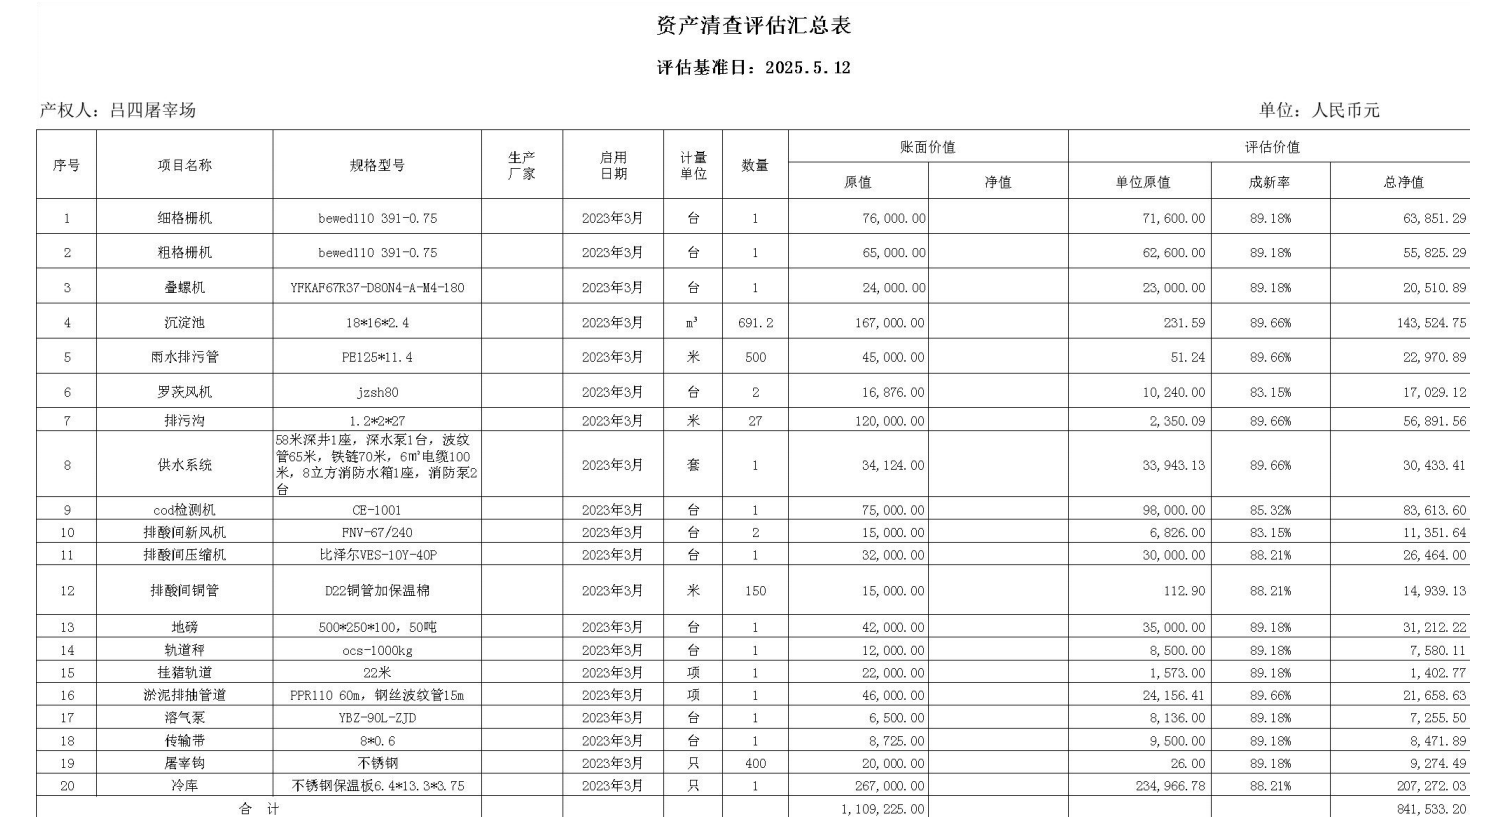 资产清查评估汇总表
评估基准日：2025.5.12
产权人：吕四屠宰场 单位：人民币元
序号 项目名称 规格型号 生产厂家 启用日期 计量单位 数量 账面价值 评估价值
原值 净值 单位原值 成新率 总净值
1 细格栅机 bewed110 391-0.75 2023年3月 台 1 76,000.00 71,600.00 89.18% 63,851.29
2 粗格栅机 bewed110 391-0.75 2023年3月 台 1 65,000.00 62,600.00 89.18% 55,825.29
3 叠螺机 YFKAF67R37-D80N4-A-M4-180 2023年3月 台 1 24,000.00 23,000.00 89.18% 20,510.89
4 沉淀池 18*16*2.4 2023年3月 m³ 691.2 167,000.00 231.59 89.66% 143,524.75
5 雨水排污管 PE125*11.4 2023年3月 米 500 45,000.00 51.24 89.66% 22,970.89
6 罗茨风机 jzsh80 2023年3月 台 2 16,876.00 10,240.00 83.15% 17,029.12
7 排污沟 1.2*2*27 2023年3月 米 27 120,000.00 2,350.09 89.66% 56,891.56
8 供水系统 58米深井1座，深水泵1台，波纹管65米，铁链70米，6㎡电缆100米，8立方消防水箱1座，消防泵2台 2023年3月 套 1 34,124.00 33,943.13 89.66% 30,433.41
9 cod检测机 CE-1001 2023年3月 台 1 75,000.00 98,000.00 85.32% 83,613.60
10 排酸间新风机 FNV-67/240 2023年3月 台 2 15,000.00 6,826.00 83.15% 11,351.64
11 排酸间压缩机 比泽尔VES-10Y-40P 2023年3月 台 1 32,000.00 30,000.00 88.21% 26,464.00
12 排酸间铜管 D22铜管加保温棉 2023年3月 米 150 15,000.00 112.90 88.21% 14,939.13
13 地磅 500*250*100，50吨 2023年3月 台 1 42,000.00 35,000.00 89.18% 31,212.22
14 轨道秤 ocs-1000kg 2023年3月 台 1 12,000.00 8,500.00 89.18% 7,580.11
15 挂猪轨道 22米 2023年3月 项 1 22,000.00 1,573.00 89.18% 1,402.77
16 淤泥排抽管道 PPR110 60m，钢丝波纹管15m 2023年3月 项 1 46,000.00 24,156.41 89.66% 21,658.63
17 溶气泵 YBZ-90L-ZJD 2023年3月 台 1 6,500.00 8,136.00 89.18% 7,255.50
18 传输带 8*0.6 2023年3月 台 1 8,725.00 9,500.00 89.18% 8,471.89
19 屠宰钩 不锈钢 2023年3月 只 400 20,000.00 26.00 89.18% 9,274.49
20 冷库 不锈钢保温板6.4*13.3*3.75 2023年3月 只 1 267,000.00 234,966.78 88.21% 207,272.03
合 计 1,109,225.00 841,533.20